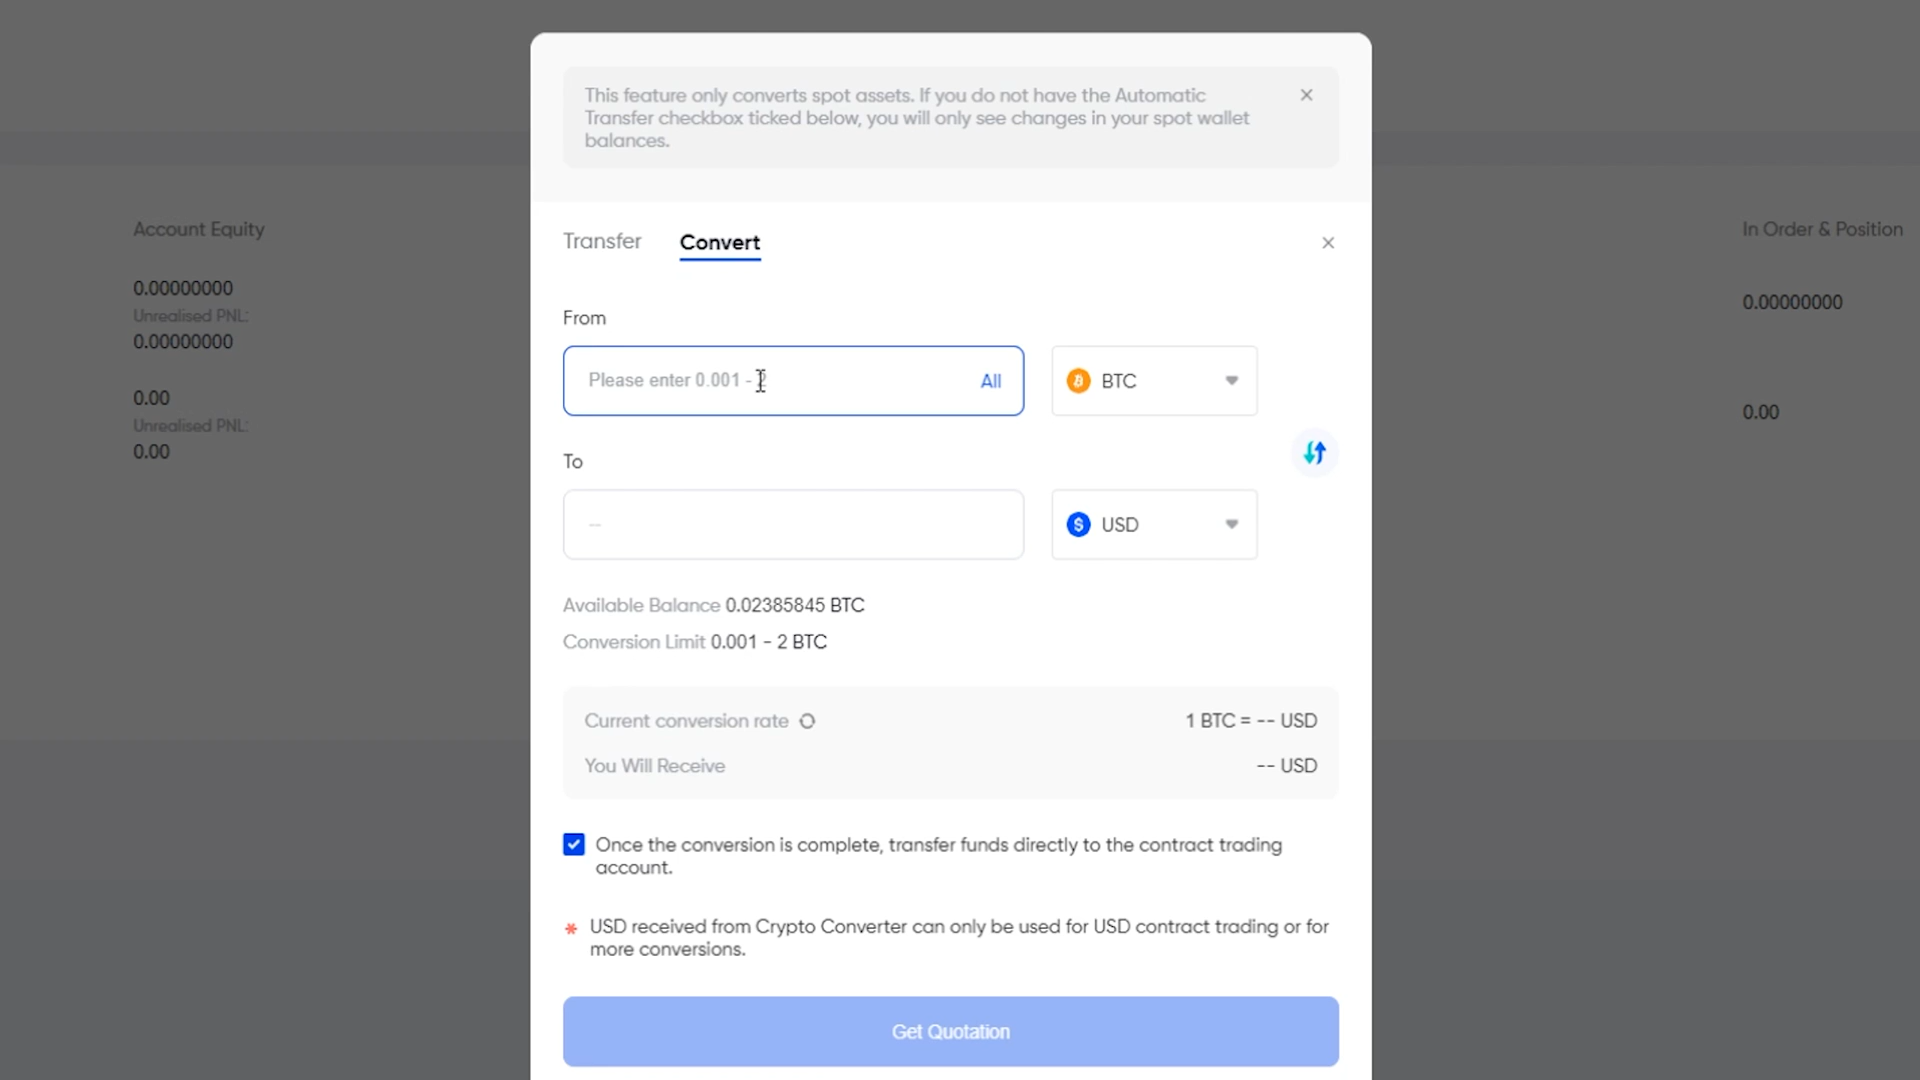 This feature only converts spot assets. If you do not have the Automatic
Transfer checkbox ticked below, you will only see changes in your spot wallet
balances.
Transfer Convert
Account Equity
In Order & Position
0.00000000
Unrealised PNL:
0.00000000
0.00000000
0.00
Unrealised PNL:
0.00
0.00
From
Please enter 0.001 - 
All
BTC
To
--
USD
Available Balance 0.02385845 BTC
Conversion Limit 0.001 - 2 BTC
Current conversion rate
1 BTC = -- USD
You Will Receive
-- USD
Once the conversion is complete, transfer funds directly to the contract trading
account.
* USD received from Crypto Converter can only be used for USD contract trading or for
more conversions.
Get Quotation